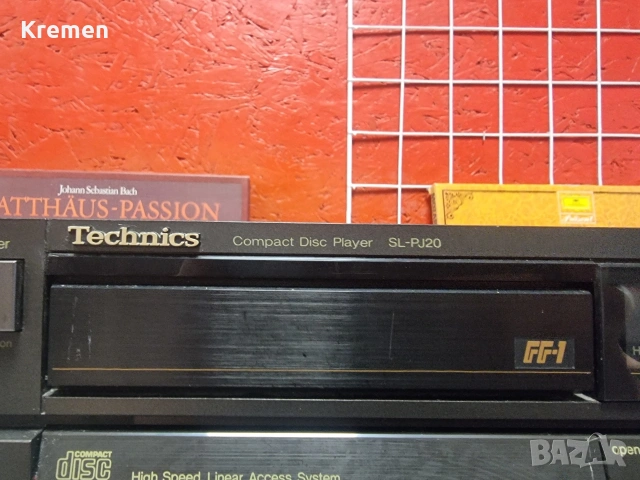 Kremen
Johann Sebastian Bach
ATTHÄUS-PASSION
Technics Compact Disc Player SL-PJ20
FF-1
COMPACT
disc
High Speed Linear Access System
open
BAZAR